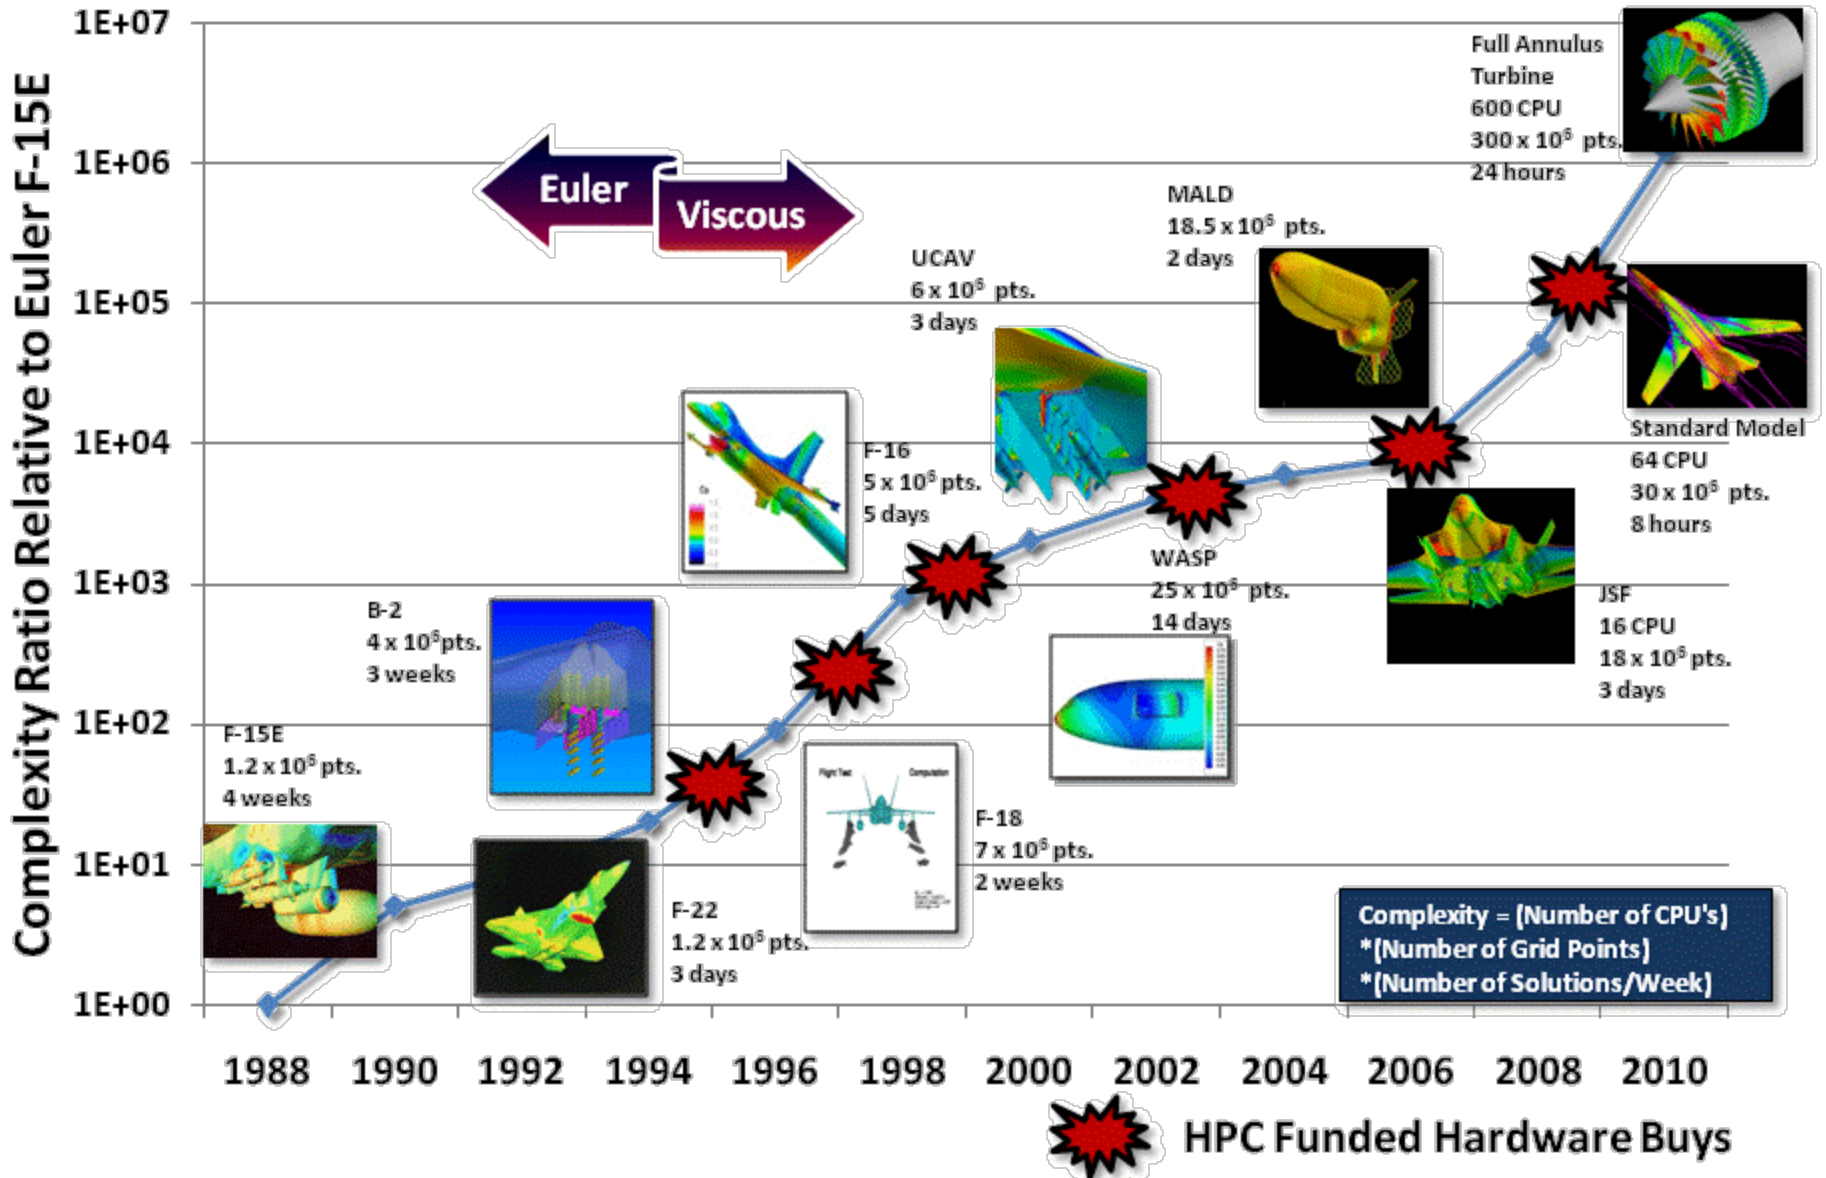 Complexity Ratio Relative to Euler F-15E
1E+07
1E+06
1E+05
1E+04
1E+03
1E+02
1E+01
1E+00
1988 1990 1992 1994 1996 1998 2000 2002 2004 2006 2008 2010
HPC Funded Hardware Buys
Euler
Viscous
F-15E
1.2 x 10⁶ pts.
4 weeks
B-2
4 x 10⁶ pts.
3 weeks
F-22
1.2 x 10⁶ pts.
3 days
F-16
5 x 10⁶ pts.
5 days
Flight Test Computation
F-18
7 x 10⁶ pts.
2 weeks
UCAV
6 x 10⁶ pts.
3 days
WASP
25 x 10⁶ pts.
14 days
MALD
18.5 x 10⁶ pts.
2 days
JSF
16 CPU
18 x 10⁶ pts.
3 days
Standard Model
64 CPU
30 x 10⁶ pts.
8 hours
Full Annulus
Turbine
600 CPU
300 x 10⁶ pts.
24 hours
Complexity = (Number of CPU's)
*(Number of Grid Points)
*(Number of Solutions/Week)